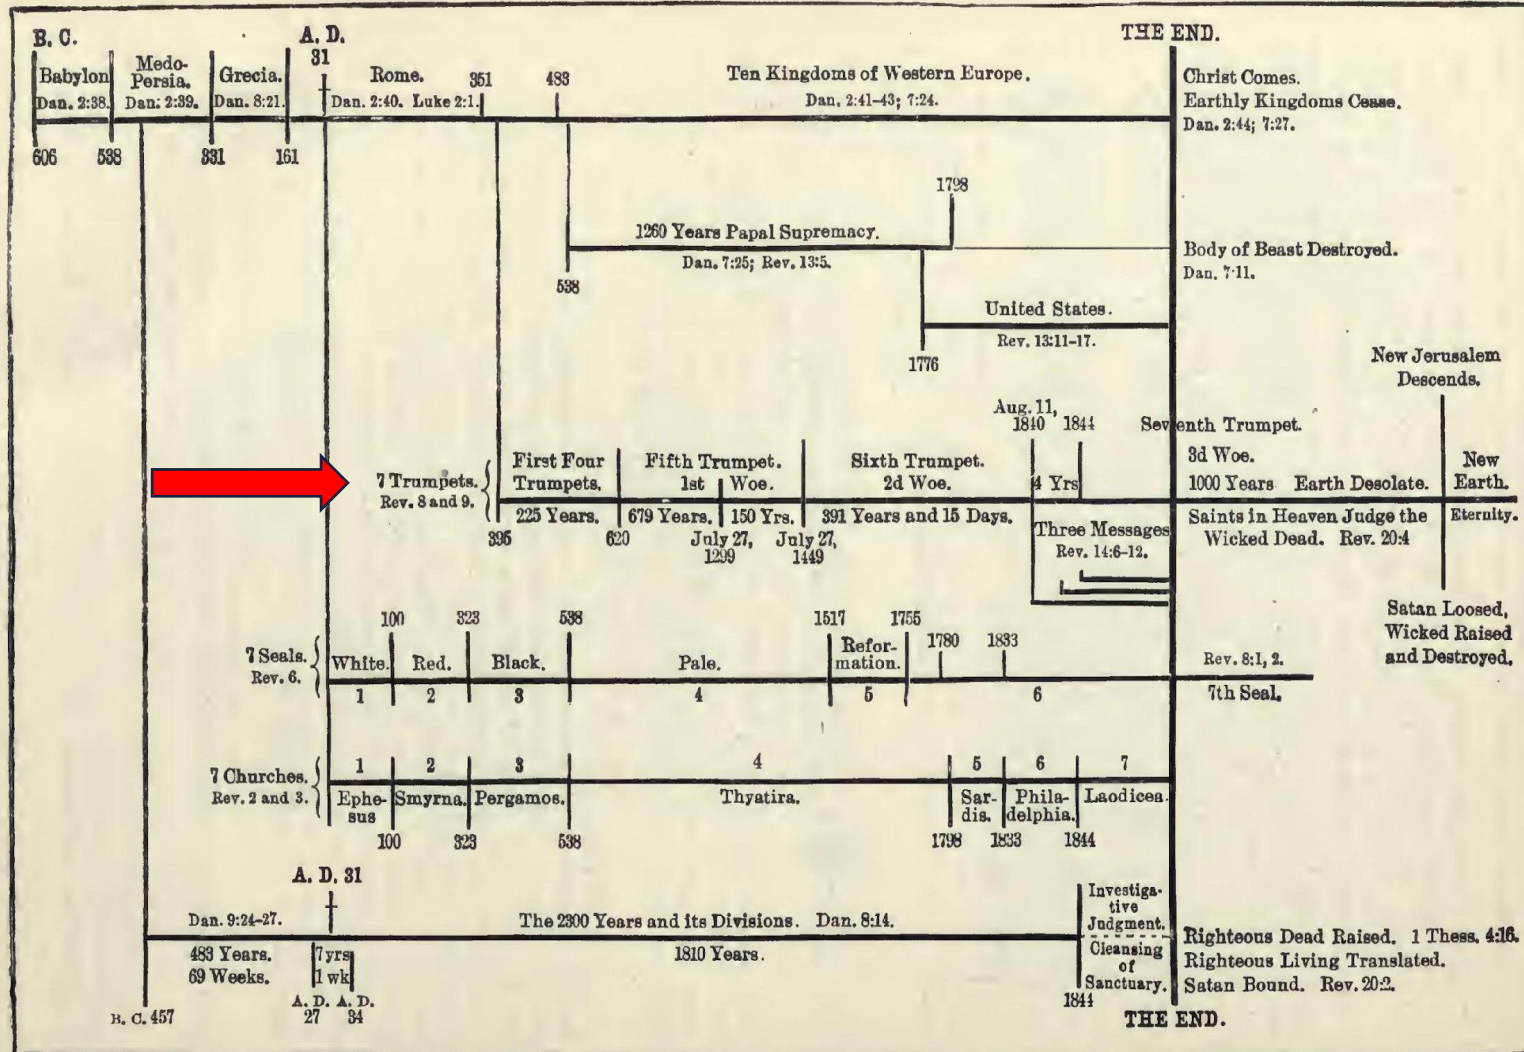 B. C.
A. D.
31
THE END.
Babylon
Dan. 2:38.
Medo-
Persia.
Dan: 2:39.
Grecia.
Dan. 8:21.
Rome.
Dan. 2:40. Luke 2:1.
351
483
Ten Kingdoms of Western Europe.
Dan. 2:41-43; 7:24.
Christ Comes.
Earthly Kingdoms Cease.
Dan. 2:44; 7:27.
606
538
331
161
1798
1260 Years Papal Supremacy.
Dan. 7:25; Rev. 13:5.
538
Body of Beast Destroyed.
Dan. 7:11.
United States.
Rev. 13:11-17.
1776
New Jerusalem
Descends.
Aug. 11,
1840
1844
Seventh Trumpet.
7 Trumpets.
Rev. 8 and 9.
First Four
Trumpets.
225 Years.
Fifth Trumpet.
1st Woe.
679 Years.
150 Yrs.
Sixth Trumpet.
2d Woe.
391 Years and 15 Days.
4 Yrs
3d Woe.
1000 Years Earth Desolate.
Saints in Heaven Judge the
Wicked Dead. Rev. 20:4
New
Earth.
Eternity.
395
620
July 27,
1299
July 27,
1449
Three Messages
Rev. 14:6-12.
Satan Loosed,
Wicked Raised
and Destroyed.
7 Seals.
Rev. 6.
100
323
538
1517
1755
1780
1833
White.
Red.
Black.
Pale.
Refor-
mation.
1
2
3
4
5
6
Rev. 8:1, 2.
7th Seal.
7 Churches.
Rev. 2 and 3.
1
2
3
4
5
6
7
Ephe-
sus
Smyrna.
Pergamos.
Thyatira.
Sar-
dis.
Phila-
delphia.
Laodicea.
100
323
538
1798
1833
1844
A. D. 31
Dan. 9:24-27.
The 2300 Years and its Divisions. Dan. 8:14.
483 Years.
69 Weeks.
7 yrs
1 wk
1810 Years.
Investiga-
tive
Judgment.
Cleansing
of
Sanctuary.
Righteous Dead Raised. 1 Thess. 4:16.
Righteous Living Translated.
Satan Bound. Rev. 20:2.
B. C. 457
A. D.
27
A. D.
34
1844
THE END.